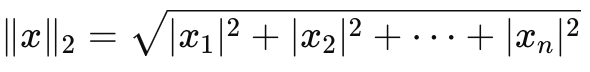 ‖x‖₂ = √(|x₁|² + |x₂|² + ⋯ + |xₙ|²)